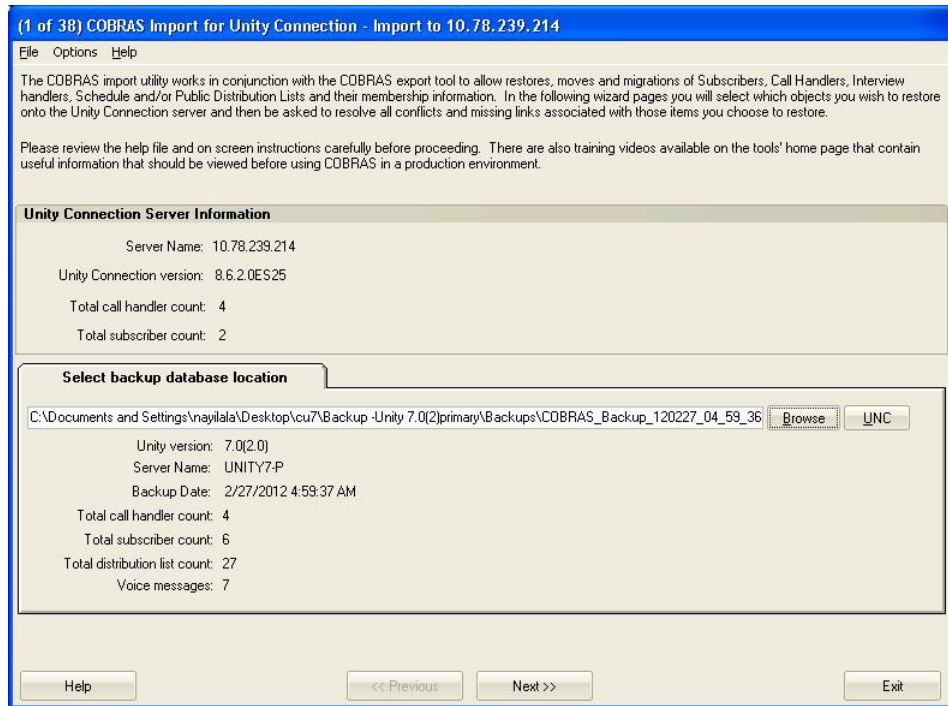 (1 of 38) COBRAS Import for Unity Connection - Import to 10.78.239.214
File Options Help
The COBRAS import utility works in conjunction with the COBRAS export tool to allow restores, moves and migrations of Subscribers, Call Handlers, Interview
handlers, Schedule and/or Public Distribution Lists and their membership information. In the following wizard pages you will select which objects you wish to restore
onto the Unity Connection server and then be asked to resolve all conflicts and missing links associated with those items you choose to restore.
Please review the help file and on screen instructions carefully before proceeding. There are also training videos available on the tools' home page that contain
useful information that should be viewed before using COBRAS in a production environment.
Unity Connection Server Information
Server Name: 10.78.239.214
Unity Connection version: 8.6.2.0ES25
Total call handler count: 4
Total subscriber count: 2
Select backup database location
C:\Documents and Settings\nayilala\Desktop\cu7\Backup -Unity 7.0(2)primary\Backups\COBRAS_Backup_120227_04_59_36 Browse UNC
Unity version: 7.0(2.0)
Server Name: UNITY7-P
Backup Date: 2/27/2012 4:59:37 AM
Total call handler count: 4
Total subscriber count: 6
Total distribution list count: 27
Voice messages: 7
Help << Previous Next >> Exit